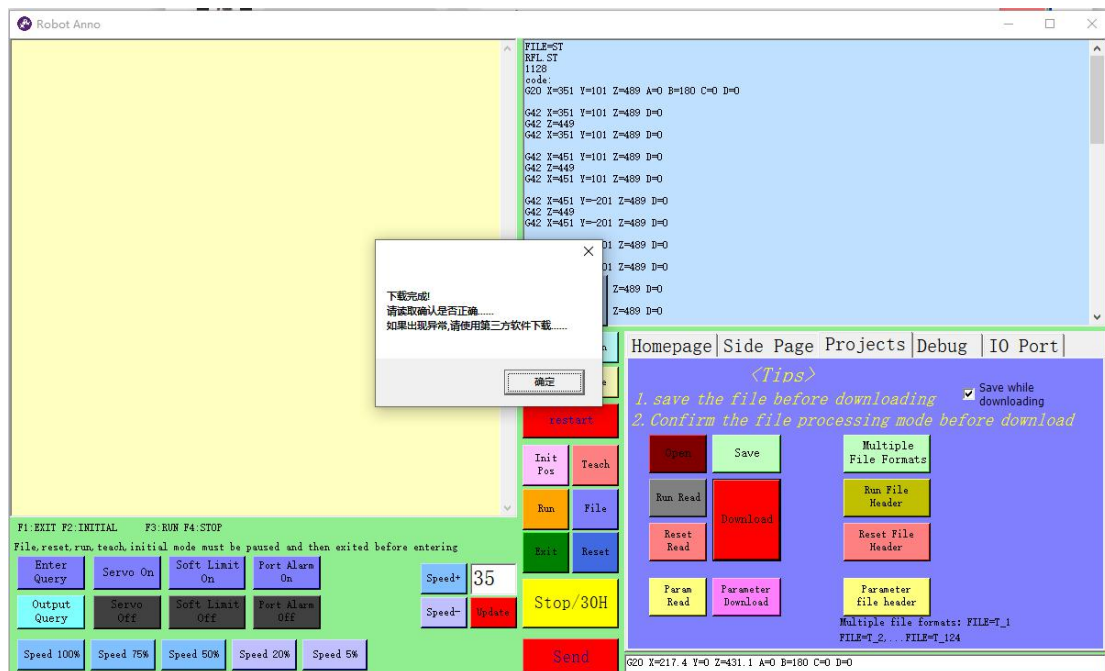 Robot Anno
FILE=ST
RFL ST
1128
code:
G20 X=351 Y=101 Z=489 A=0 B=180 C=0 D=0
G42 X=351 Y=101 Z=489 D=0
G42 Z=449
G42 X=351 Y=101 Z=489 D=0
G42 X=451 Y=101 Z=489 D=0
G42 Z=449
G42 X=451 Y=101 Z=489 D=0
G42 X=451 Y=-201 Z=489 D=0
G42 Z=449
G42 X=451 Y=-201 Z=489 D=0
01 Z=489 D=0
01 Z=489 D=0
Z=489 D=0
Z=489 D=0
下载完成!
请读取确认是否正确......
如果出现异常,请使用第三方软件下载......
确定
restart
Init Pos
Teach
Run
File
Exit
Reset
Stop/30H
Send
F1:EXIT F2:INITIAL F3:RUN F4:STOP
File, reset, run, teach, initial mode must be paused and then exited before entering
Enter Query
Servo On
Soft Limit On
Port Alarm On
Speed+
35
Output Query
Servo Off
Soft Limit Off
Port Alarm Off
Speed-
Update
Speed 100%
Speed 75%
Speed 50%
Speed 20%
Speed 5%
Homepage
Side Page
Projects
Debug
IO Port
<Tips>
1. save the file before downloading
2. Confirm the file processing mode before download
Save while
downloading
Open
Save
Multiple
File Formats
Run Read
Download
Run File
Header
Reset
Read
Reset File
Header
Param
Read
Parameter
Download
Parameter
file header
Multiple file formats: FILE=T_1
FILE=T_2,...FILE=T_124
G20 X=217.4 Y=0 Z=431.1 A=0 B=180 C=0 D=0